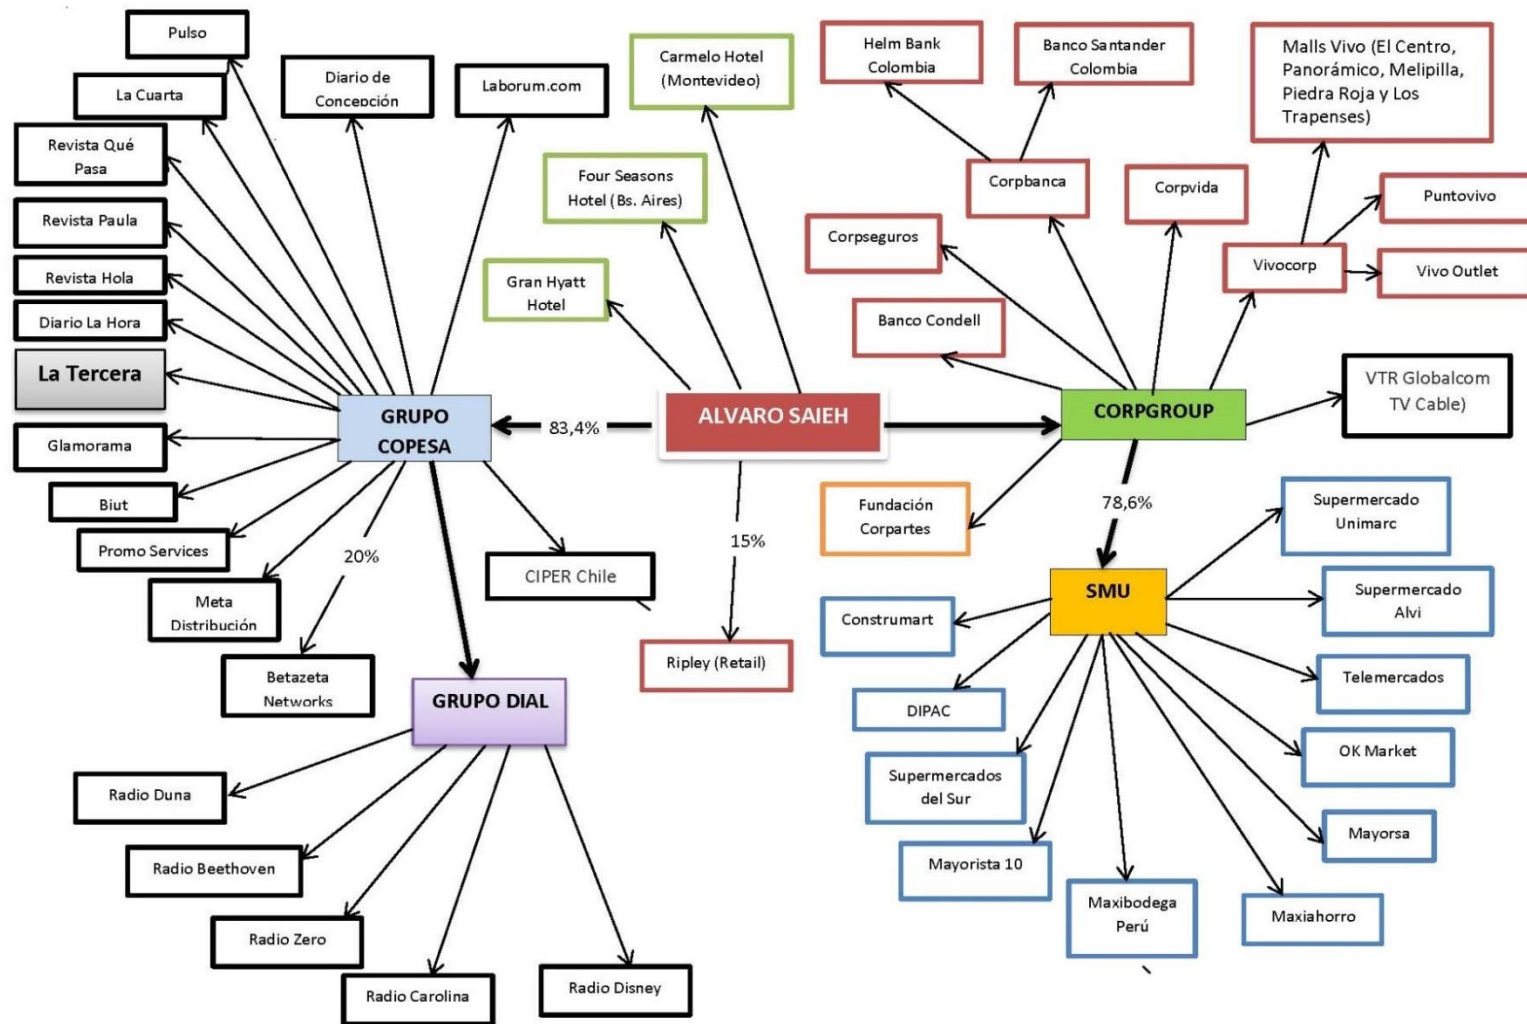 Pulso
La Cuarta
Diario de
Concepción
Laborum.com
Revista Qué
Pasa
Revista Paula
Revista Hola
Diario La Hora
La Tercera
Glamorama
Biut
Promo Services
Meta
Distribución
Betazeta
Networks
20%
CIPER Chile
GRUPO
COPESA
83,4%
GRUPO DIAL
Radio Duna
Radio Beethoven
Radio Zero
Radio Carolina
Radio Disney
Carmelo Hotel
(Montevideo)
Four Seasons
Hotel (Bs. Aires)
Gran Hyatt
Hotel
ALVARO SAIEH
15%
Ripley (Retail)
Helm Bank
Colombia
Banco Santander
Colombia
Malls Vivo (El Centro,
Panorámico, Melipilla,
Piedra Roja y Los
Trapenses)
Corpbanca
Corpvida
Puntovivo
Corpseguros
Vivocorp
Vivo Outlet
Banco Condell
CORPGROUP
VTR Globalcom
TV Cable)
Fundación
Corpartes
78,6%
SMU
Supermercado
Unimarc
Supermercado
Alvi
Construmart
Telemercados
DIPAC
OK Market
Supermercados
del Sur
Mayorsa
Mayorista 10
Maxibodega
Perú
Maxiahorro